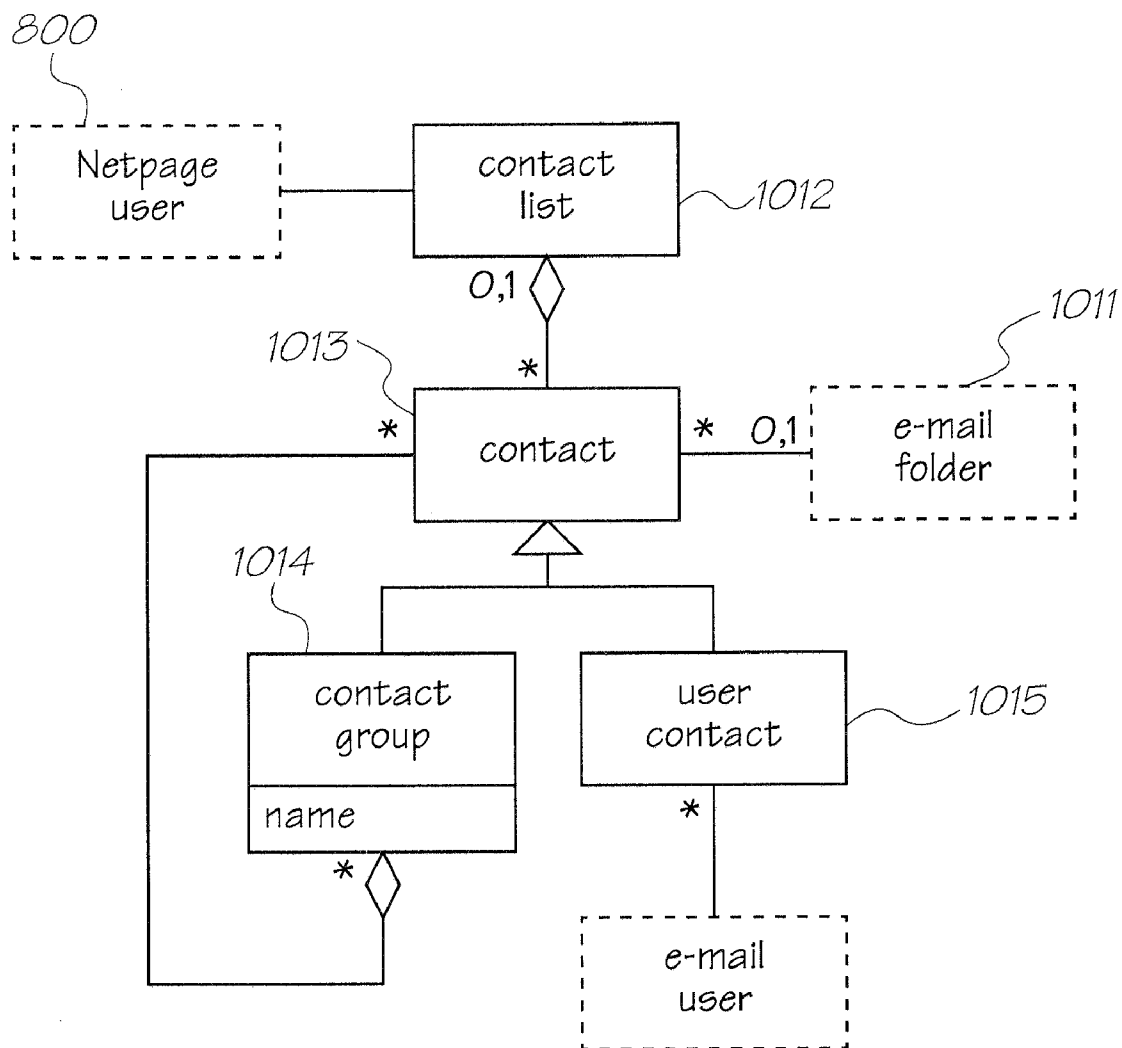 800
Netpage
user
contact
list
1012
0,1
*
1013
1011
*
contact
*
0,1
e-mail
folder
1014
contact
group
name
*
user
contact
1015
*
e-mail
user